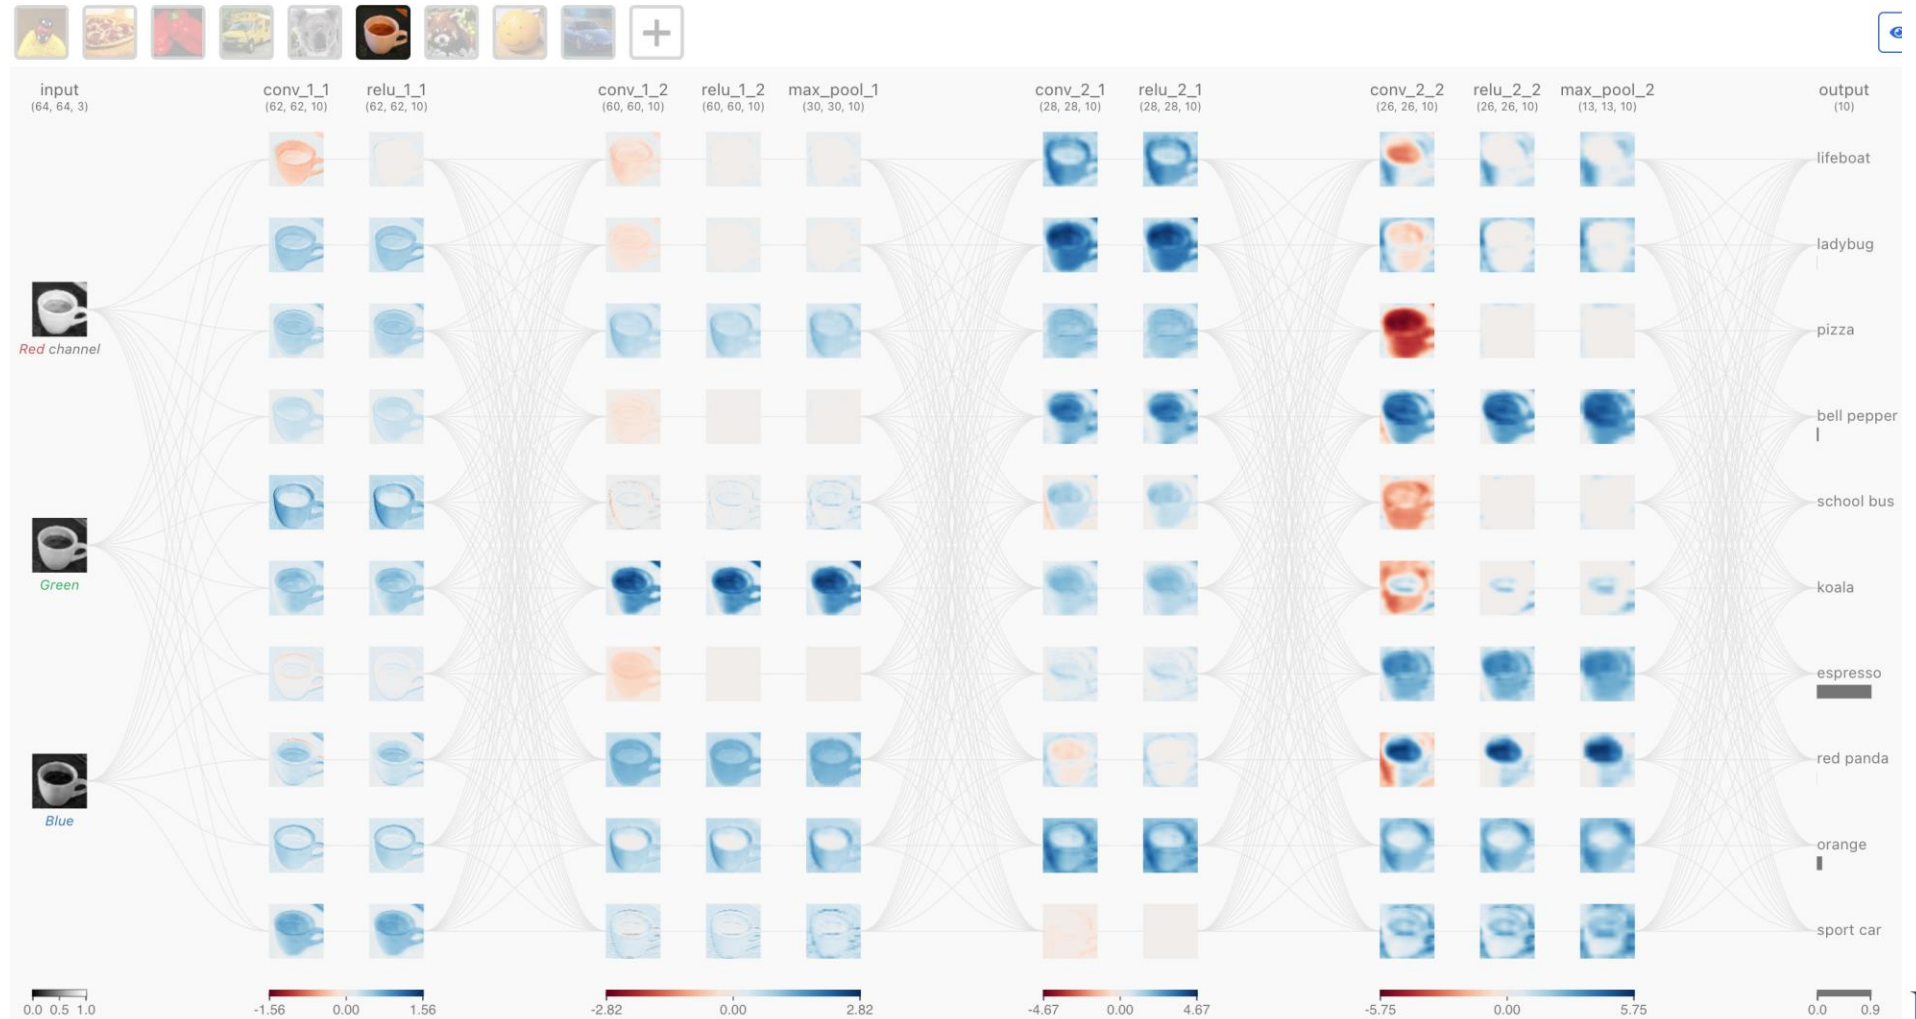 input
(64, 64, 3)
conv_1_1
(62, 62, 10)
relu_1_1
(62, 62, 10)
conv_1_2
(60, 60, 10)
relu_1_2
(60, 60, 10)
max_pool_1
(30, 30, 10)
conv_2_1
(28, 28, 10)
relu_2_1
(28, 28, 10)
conv_2_2
(26, 26, 10)
relu_2_2
(26, 26, 10)
max_pool_2
(13, 13, 10)
output
(10)
Red channel
Green
Blue
lifeboat
ladybug
pizza
bell pepper
school bus
koala
espresso
red panda
orange
sport car
0.0 0.5 1.0
-1.56 0.00 1.56
-2.82 0.00 2.82
-4.67 0.00 4.67
-5.75 0.00 5.75
0.0 0.9